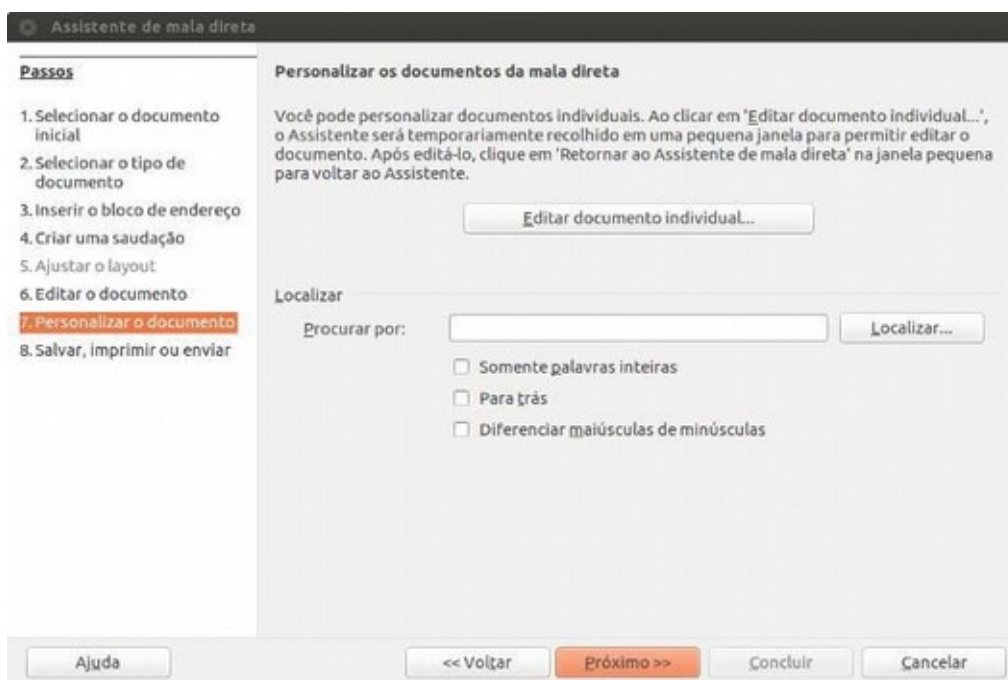 Assistente de mala direta
Passos
1. Selecionar o documento
inicial
2. Selecionar o tipo de
documento
3. Inserir o bloco de endereço
4. Criar uma saudação
5. Ajustar o layout
6. Editar o documento
7. Personalizar o documento
8. Salvar, imprimir ou enviar
Personalizar os documentos da mala direta
Você pode personalizar documentos individuais. Ao clicar em 'Editar documento individual...',
o Assistente será temporariamente recolhido em uma pequena janela para permitir editar o
documento. Após editá-lo, clique em 'Retornar ao Assistente de mala direta' na janela pequena
para voltar ao Assistente.
Editar documento individual...
Localizar
Procurar por:
Localizar...
Somente palavras inteiras
Para trás
Diferenciar maiúsculas de minúsculas
Ajuda
<< Voltar
Próximo >>
Concluir
Cancelar